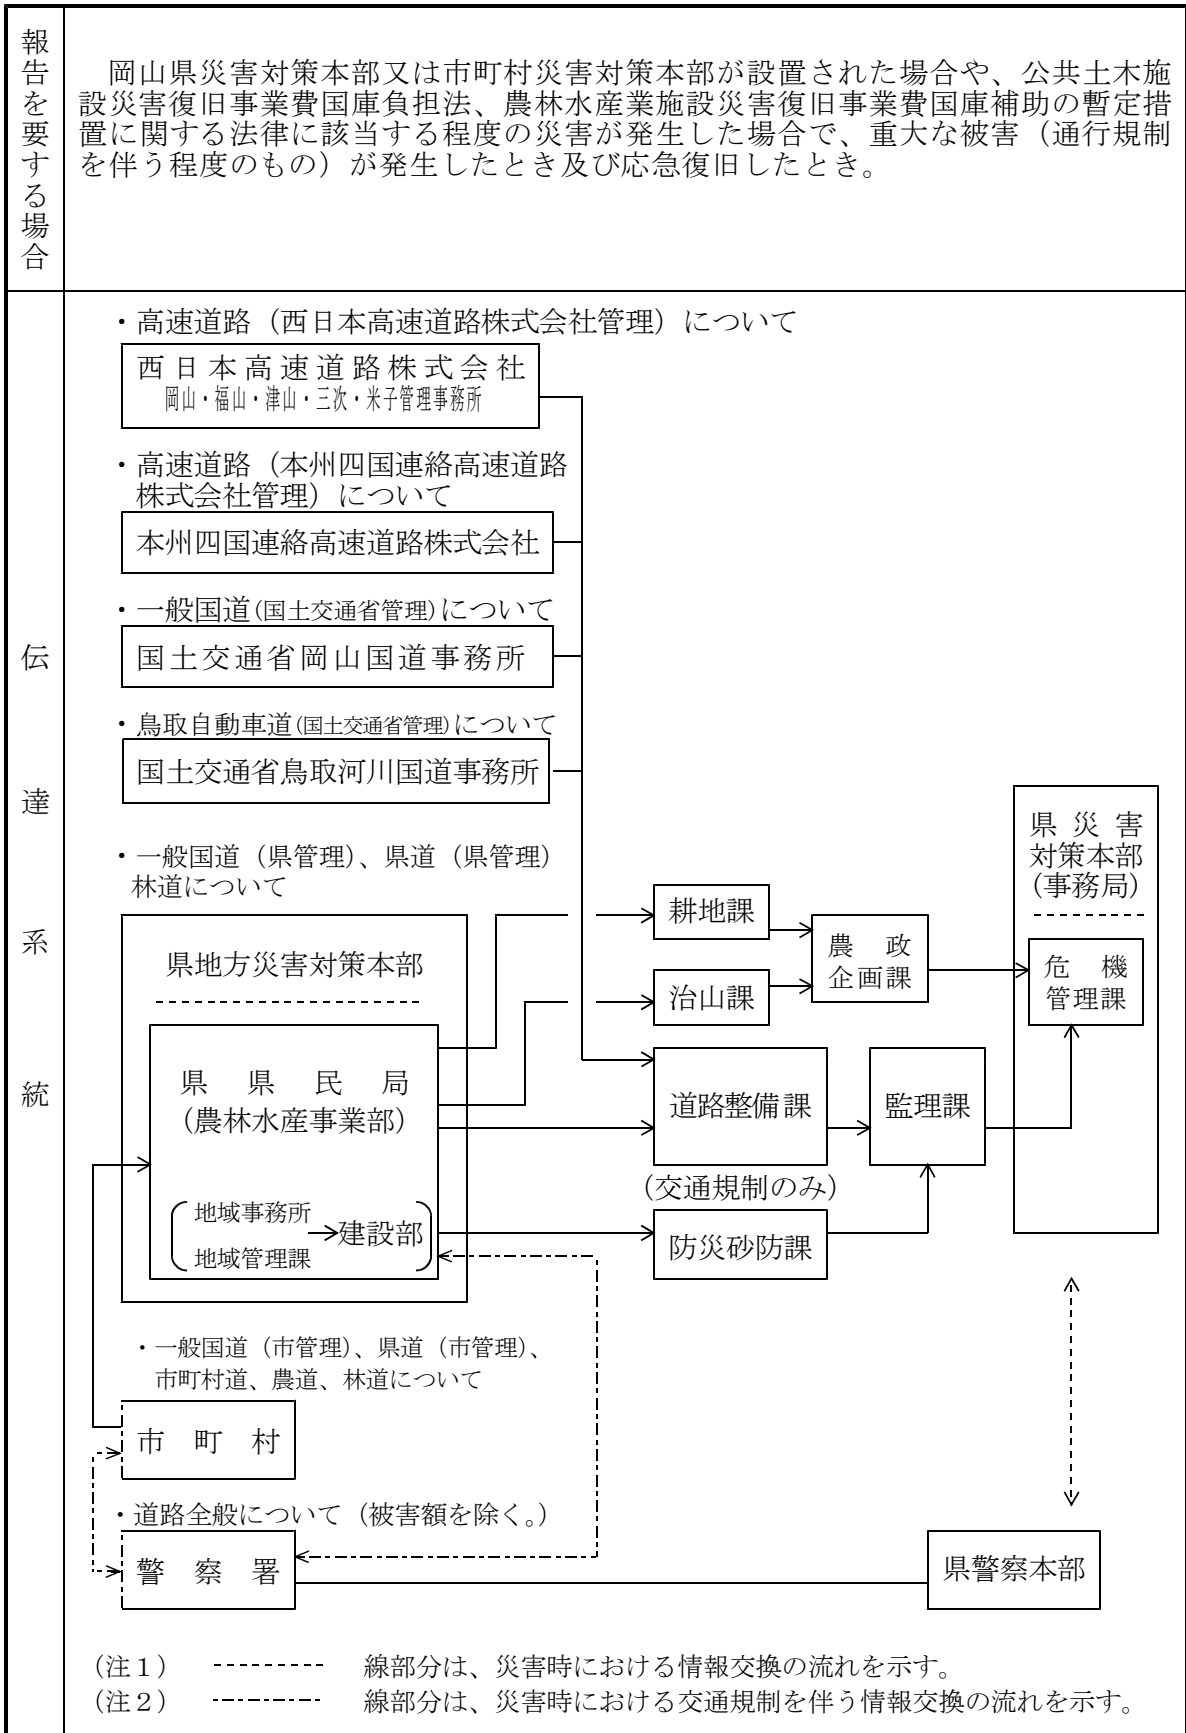 報告を要する場合
岡山県災害対策本部又は市町村災害対策本部が設置された場合や、公共土木施
設災害復旧事業費国庫負担法、農林水産業施設災害復旧事業費国庫補助の暫定措
置に関する法律に該当する程度の災害が発生した場合で、重大な被害（通行規制
を伴う程度のもの）が発生したとき及び応急復旧したとき。
伝達系統
・高速道路（西日本高速道路株式会社管理）について
西日本高速道路株式会社
岡山・福山・津山・三次・米子管理事務所
・高速道路（本州四国連絡高速道路
株式会社管理）について
本州四国連絡高速道路株式会社
・一般国道(国土交通省管理)について
国土交通省岡山国道事務所
・鳥取自動車道(国土交通省管理)について
国土交通省鳥取河川国道事務所
・一般国道（県管理）、県道（県管理）
林道について
県地方災害対策本部
県県民局
（農林水産事業部）
地域事務所
地域管理課
建設部
耕地課
治山課
農政
企画課
道路整備課
（交通規制のみ）
防災砂防課
監理課
県災害
対策本部
（事務局）
危機
管理課
・一般国道（市管理）、県道（市管理）、
市町村道、農道、林道について
市町村
・道路全般について（被害額を除く。）
警察署
県警察本部
（注１） 線部分は、災害時における情報交換の流れを示す。
（注２） 線部分は、災害時における交通規制を伴う情報交換の流れを示す。